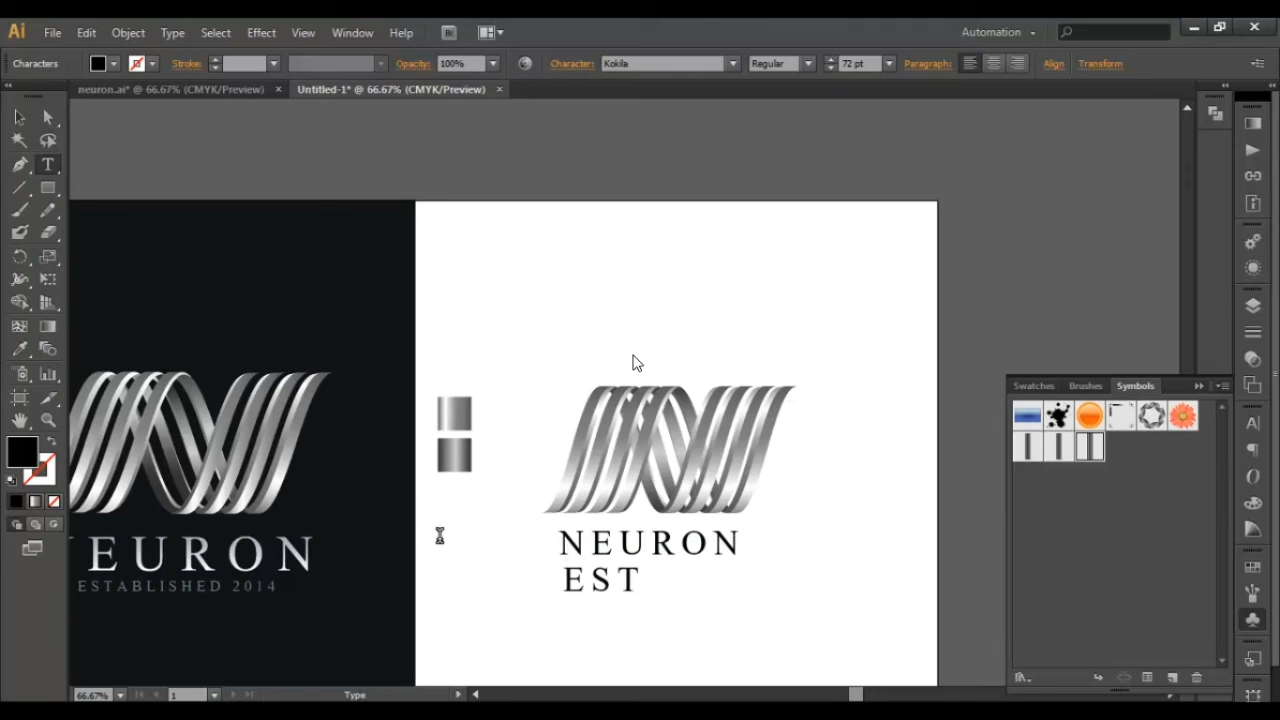 Ai File Edit Object Type Select Effect View Window Help Br Automation
Characters Stroke: Opacity: 100% Character: Kokila Regular 72 pt Paragraph: Align Transform
neuron.ai* @ 66.67% (CMYK/Preview) × Untitled-1* @ 66.67% (CMYK/Preview) ×
Swatches Brushes Symbols
NEURON
ESTABLISHED 2014
NEURON
EST
66.67% 1 Type